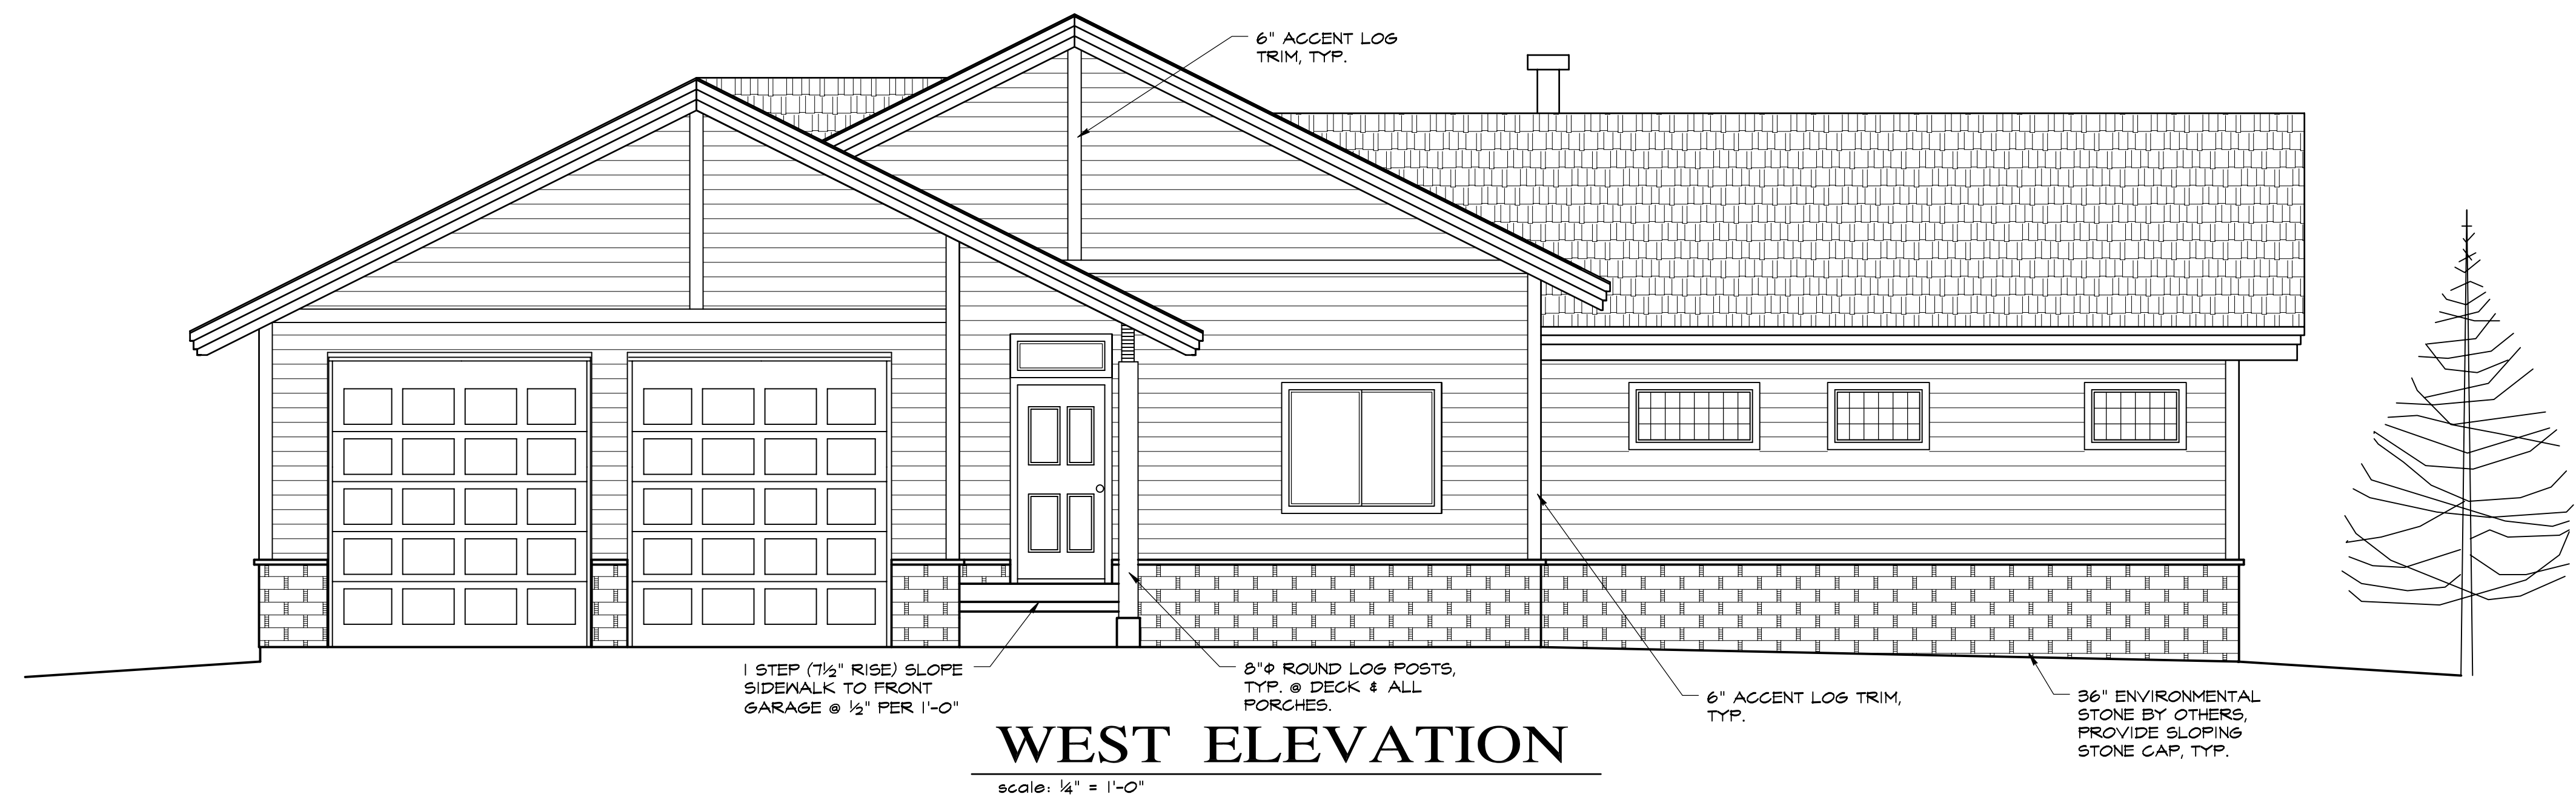 6" ACCENT LOG
TRIM, TYP.
1 STEP (7½" RISE) SLOPE
SIDEWALK TO FRONT
GARAGE @ ½" PER 1'-0"
8"Φ ROUND LOG POSTS,
TYP. @ DECK & ALL
PORCHES.
6" ACCENT LOG TRIM,
TYP.
36" ENVIRONMENTAL
STONE BY OTHERS,
PROVIDE SLOPING
STONE CAP, TYP.
WEST ELEVATION
scale: ¼" = 1'-0"